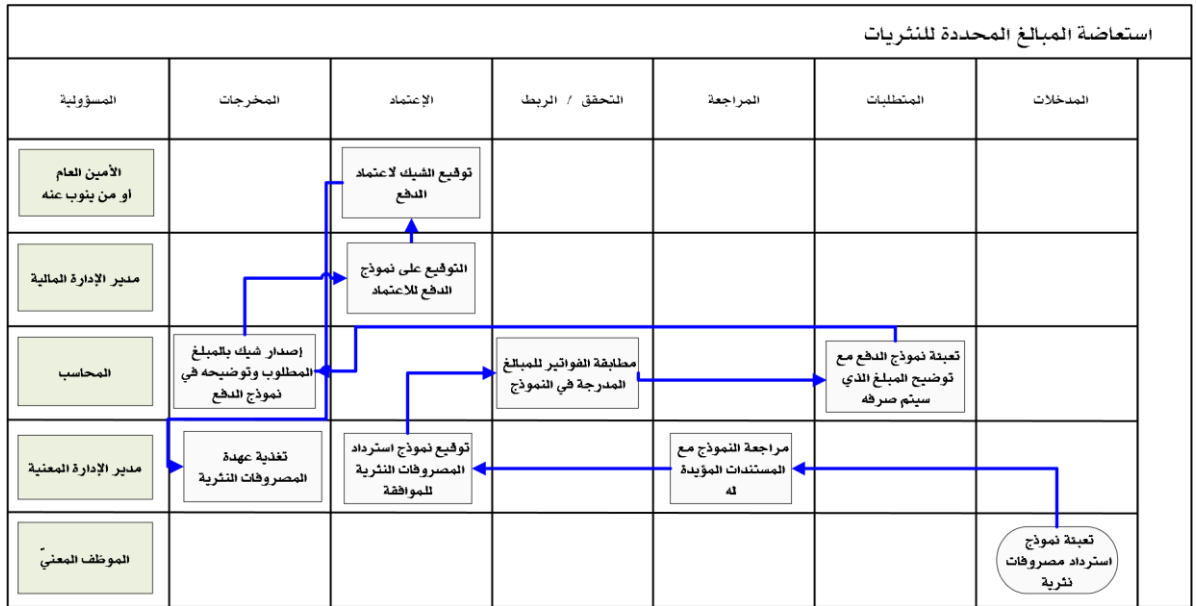 استعاضة المبالغ المحددة للنثريات
المدخلات
المتطلبات
المراجعة
التحقق / الربط
الإعتماد
المخرجات
المسؤولية
توقيع الشيك لاعتماد
الدفع
الأمين العام
او من ينوب عنه
التوقيع على نموذج
الدفع للاعتماد
مدير الإدارة المالية
تعبئة نموذج الدفع مع
توضيح المبلغ الذي
سيتم صرفه
مطابقة الفواتير للمبالغ
المدرجة في النموذج
إصدار شيك بالمبلغ
المطلوب وتوضيحه في
نموذج الدفع
المحاسب
مراجعة النموذج مع
المستندات المؤيدة
له
توقيع نموذج استرداد
المصروفات النثرية
للموافقة
تغذية عهدة
المصروفات النثرية
مدير الإدارة المعنية
تعبئة نموذج
استرداد مصروفات
نثرية
الموظف المعنيّ